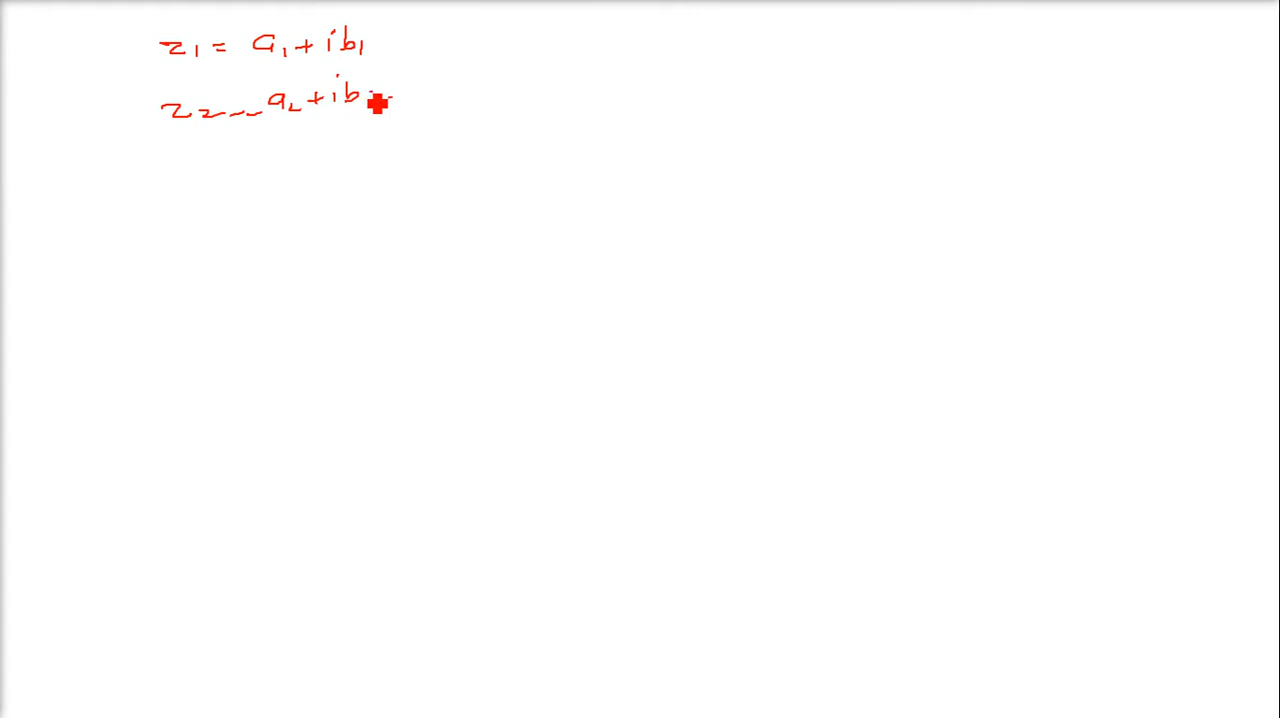 z₁ = a₁ + ib₁
z₂ = a₂ + ib